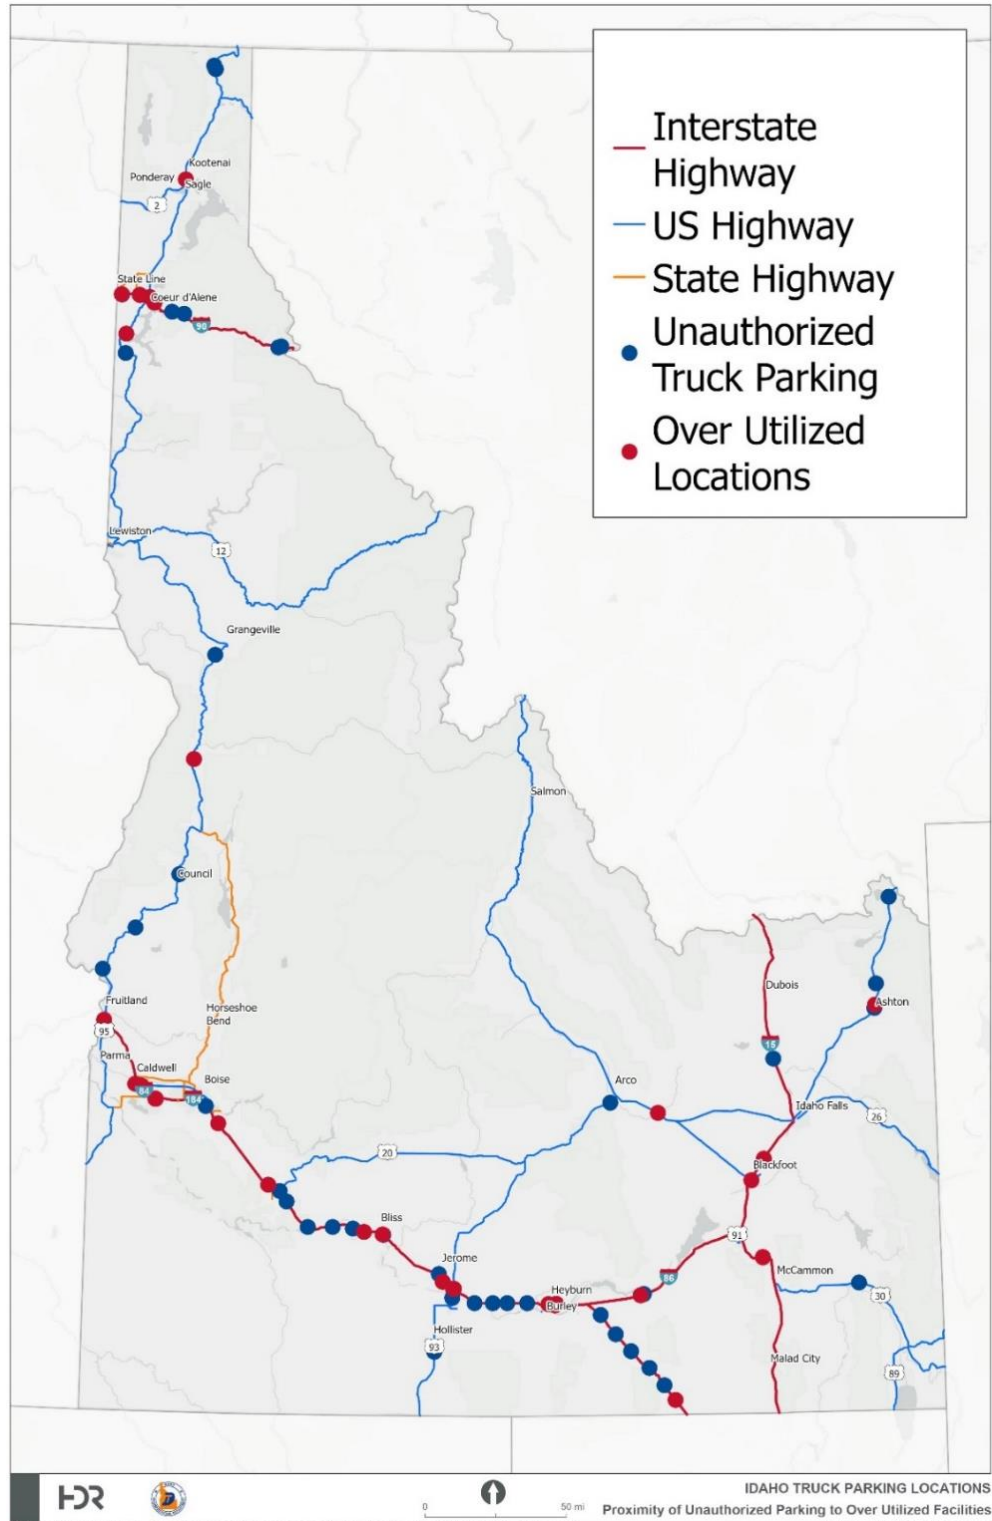 Interstate
Highway
US Highway
State Highway
Unauthorized
Truck Parking
Over Utilized
Locations
Kootenai
Ponderay
Sagle
2
State Line
Coeur d'Alene
90
Lewiston
12
Grangeville
Salmon
Council
Dubois
Ashton
Fruitland
Horseshoe
Bend
95
15
Parma
Caldwell
Boise
84
184
Arco
Idaho Falls
26
20
Blackfoot
Bliss
91
Jerome
McCammon
86
Heyburn
30
Burley
Hollister
93
Malad City
89
HDR
0
50 mi
IDAHO TRUCK PARKING LOCATIONS
Proximity of Unauthorized Parking to Over Utilized Facilities